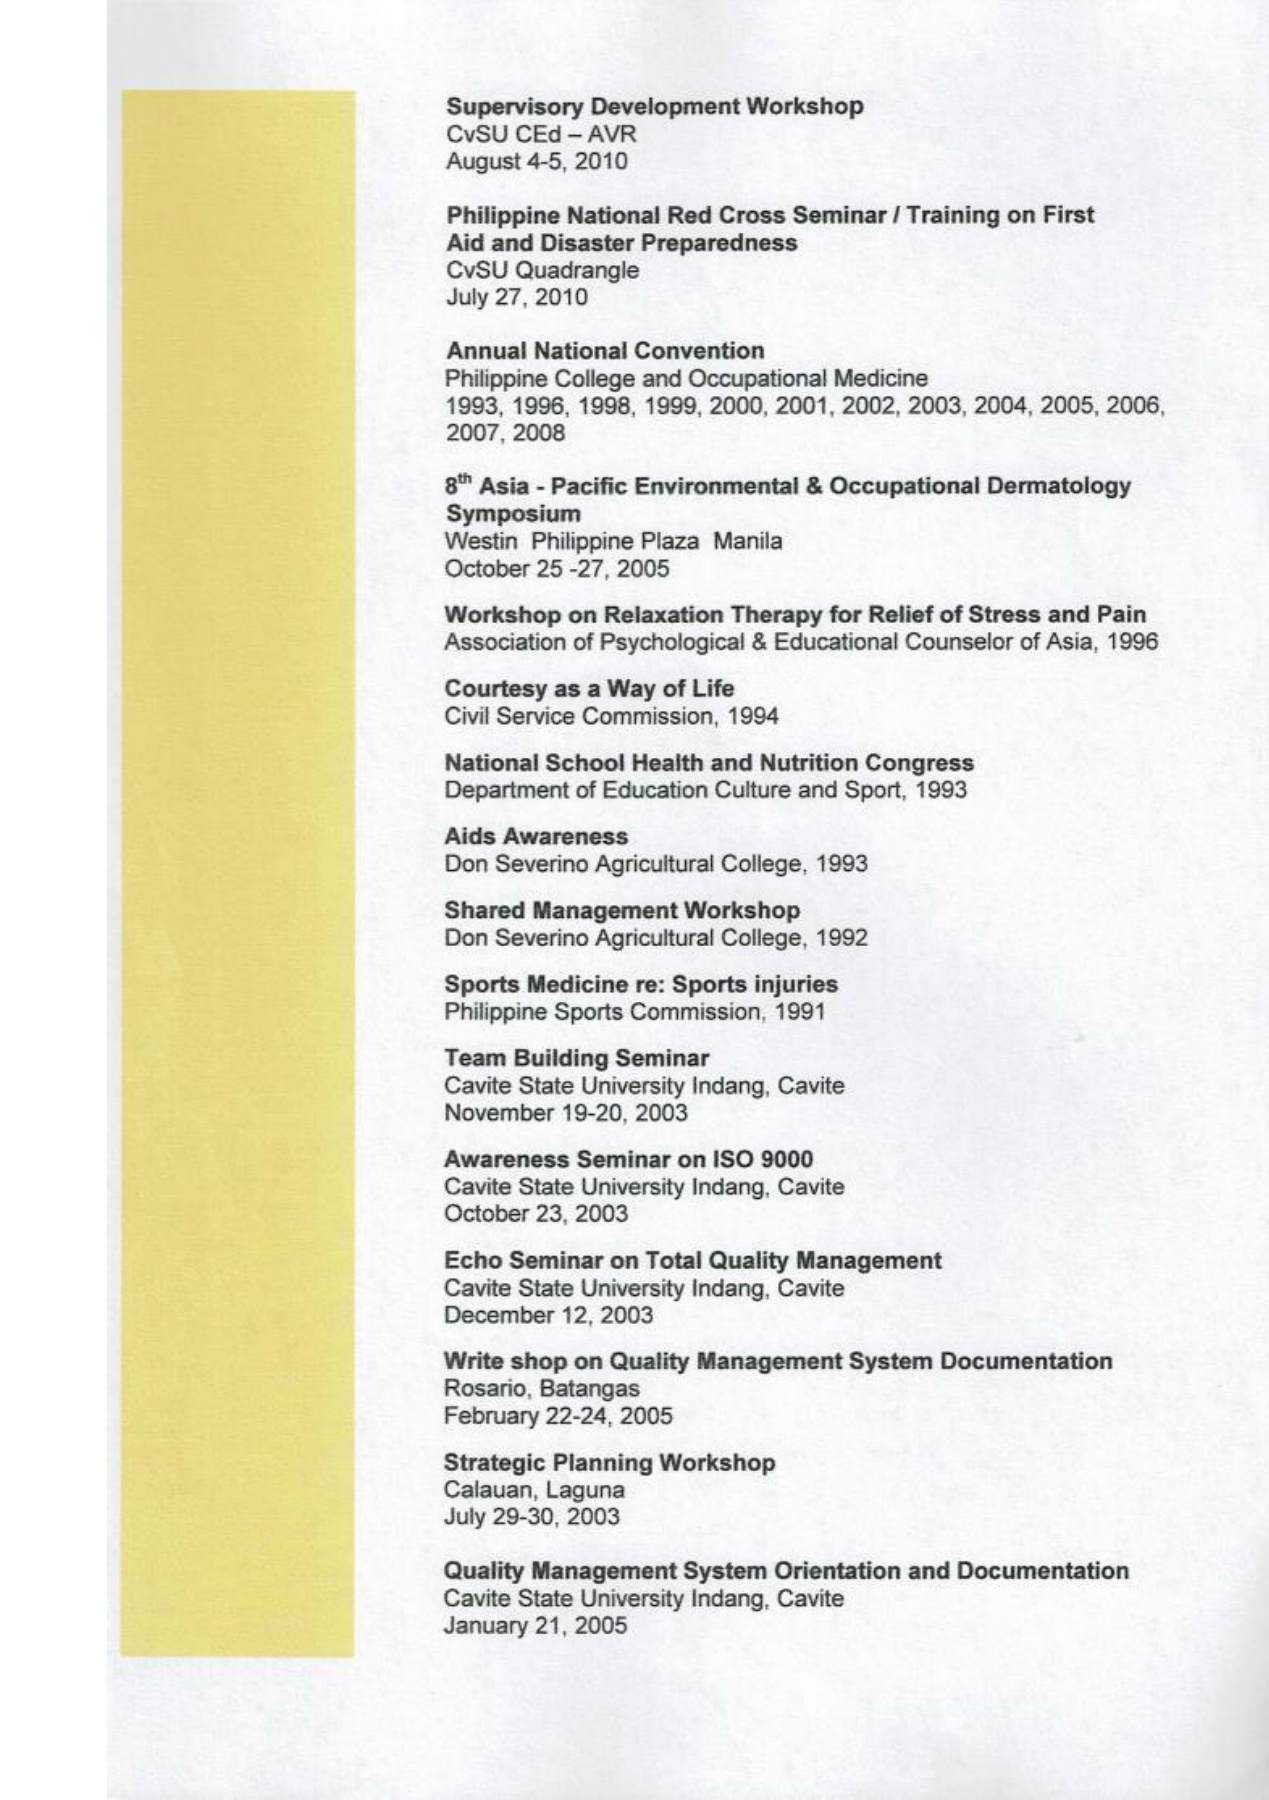 Supervisory Development Workshop
CvSU CEd – AVR
August 4-5, 2010
Philippine National Red Cross Seminar / Training on First
Aid and Disaster Preparedness
CvSU Quadrangle
July 27, 2010
Annual National Convention
Philippine College and Occupational Medicine
1993, 1996, 1998, 1999, 2000, 2001, 2002, 2003, 2004, 2005, 2006,
2007, 2008
8th Asia - Pacific Environmental & Occupational Dermatology
Symposium
Westin Philippine Plaza Manila
October 25 -27, 2005
Workshop on Relaxation Therapy for Relief of Stress and Pain
Association of Psychological & Educational Counselor of Asia, 1996
Courtesy as a Way of Life
Civil Service Commission, 1994
National School Health and Nutrition Congress
Department of Education Culture and Sport, 1993
Aids Awareness
Don Severino Agricultural College, 1993
Shared Management Workshop
Don Severino Agricultural College, 1992
Sports Medicine re: Sports injuries
Philippine Sports Commission, 1991
Team Building Seminar
Cavite State University Indang, Cavite
November 19-20, 2003
Awareness Seminar on ISO 9000
Cavite State University Indang, Cavite
October 23, 2003
Echo Seminar on Total Quality Management
Cavite State University Indang, Cavite
December 12, 2003
Write shop on Quality Management System Documentation
Rosario, Batangas
February 22-24, 2005
Strategic Planning Workshop
Calauan, Laguna
July 29-30, 2003
Quality Management System Orientation and Documentation
Cavite State University Indang, Cavite
January 21, 2005